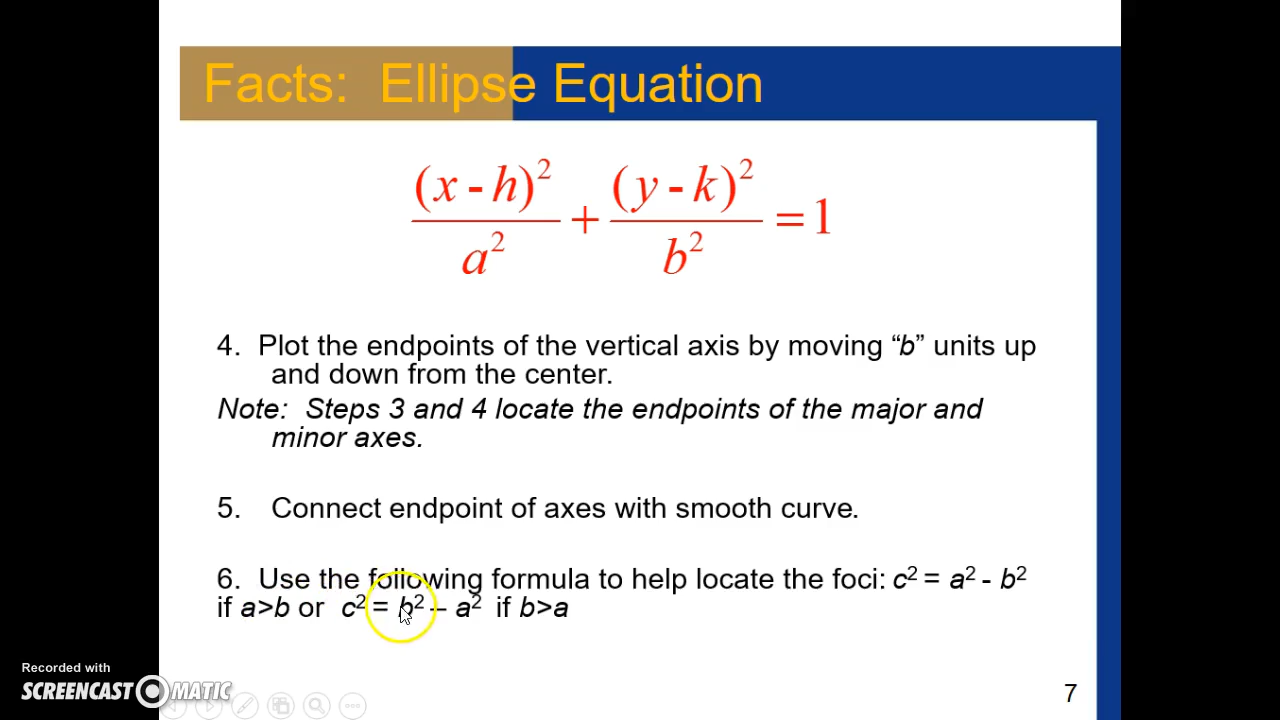 Facts: Ellipse Equation
(x - h)² / a² + (y - k)² / b² = 1
4. Plot the endpoints of the vertical axis by moving “b” units up
and down from the center.
Note: Steps 3 and 4 locate the endpoints of the major and
minor axes.
5. Connect endpoint of axes with smooth curve.
6. Use the following formula to help locate the foci: c² = a² - b²
if a>b or c² = b² – a² if b>a
Recorded with
SCREENCAST O MATIC
7